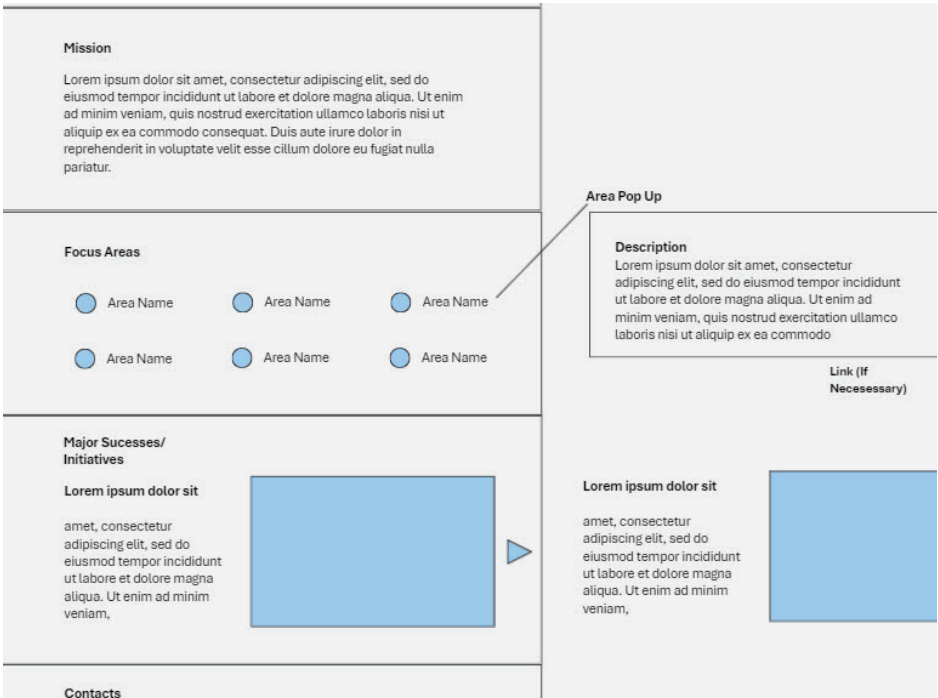 Mission
Lorem ipsum dolor sit amet, consectetur adipiscing elit, sed do
eiusmod tempor incididunt ut labore et dolore magna aliqua. Ut enim
ad minim veniam, quis nostrud exercitation ullamco laboris nisi ut
aliquip ex ea commodo consequat. Duis aute irure dolor in
reprehenderit in voluptate velit esse cillum dolore eu fugiat nulla
pariatur.
Focus Areas
Area Name
Area Name
Area Name
Area Name
Area Name
Area Name
Area Pop Up
Description
Lorem ipsum dolor sit amet, consectetur
adipiscing elit, sed do eiusmod tempor incididunt
ut labore et dolore magna aliqua. Ut enim ad
minim veniam, quis nostrud exercitation ullamco
laboris nisi ut aliquip ex ea commodo
Link (If
Necesessary)
Major Sucesses/
Initiatives
Lorem ipsum dolor sit
amet, consectetur
adipiscing elit, sed do
eiusmod tempor incididunt
ut labore et dolore magna
aliqua. Ut enim ad minim
veniam,
Lorem ipsum dolor sit
amet, consectetur
adipiscing elit, sed do
eiusmod tempor incididunt
ut labore et dolore magna
aliqua. Ut enim ad minim
veniam,
Contacts